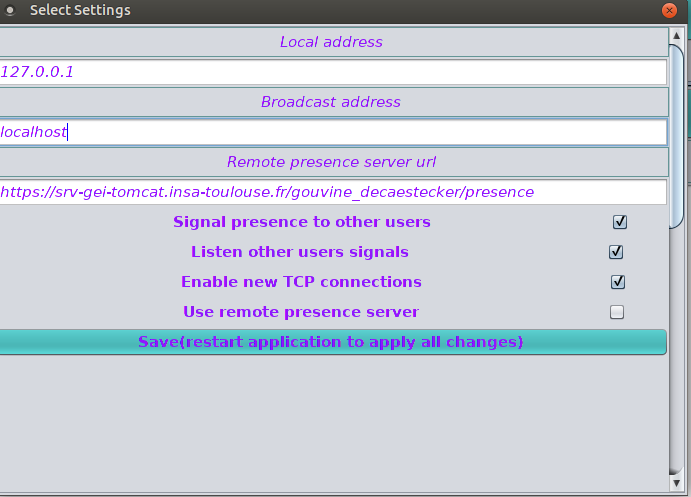 Select Settings
Local address
127.0.0.1
Broadcast address
localhost
Remote presence server url
https://srv-gei-tomcat.insa-toulouse.fr/gouvine_decaestecker/presence
Signal presence to other users
Listen other users signals
Enable new TCP connections
Use remote presence server
Save(restart application to apply all changes)